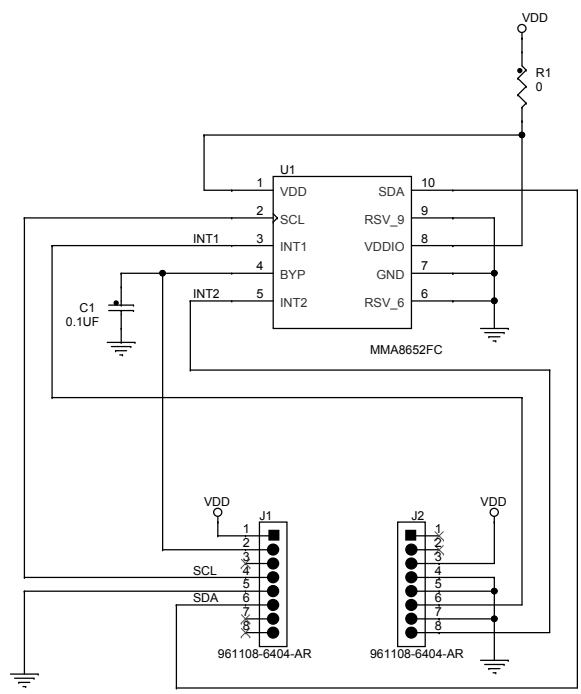 VDD
R1
0
U1
1 VDD SDA 10
2 SCL RSV_9 9
INT1 3 INT1 VDDIO 8
4 BYP GND 7
INT2 5 INT2 RSV_6 6
C1
0.1UF
MMA8652FC
VDD VDD
J1 J2
1 1
2 2
3 3
SCL 4 4
5 5
SDA 6 6
7 7
8 8
961108-6404-AR 961108-6404-AR